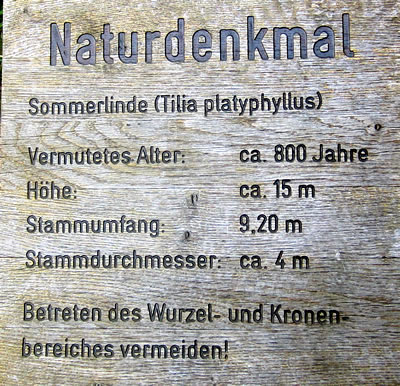 Naturdenkmal
Sommerlinde (Tilia platyphyllus)
Vermutetes Alter: ca. 800 Jahre
Höhe: ca. 15 m
Stammumfang: 9,20 m
Stammdurchmesser: ca. 4 m
Betreten des Wurzel- und Kronen-
bereiches vermeiden!